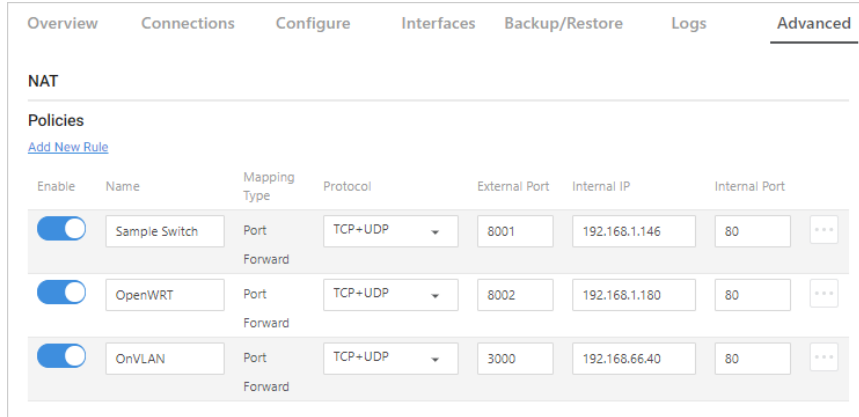 Overview Connections Configure Interfaces Backup/Restore Logs Advanced
NAT
Policies
Add New Rule
Enable Name Mapping Type Protocol External Port Internal IP Internal Port
Sample Switch Port Forward TCP+UDP 8001 192.168.1.146 80
OpenWRT Port Forward TCP+UDP 8002 192.168.1.180 80
OnVLAN Port Forward TCP+UDP 3000 192.168.66.40 80